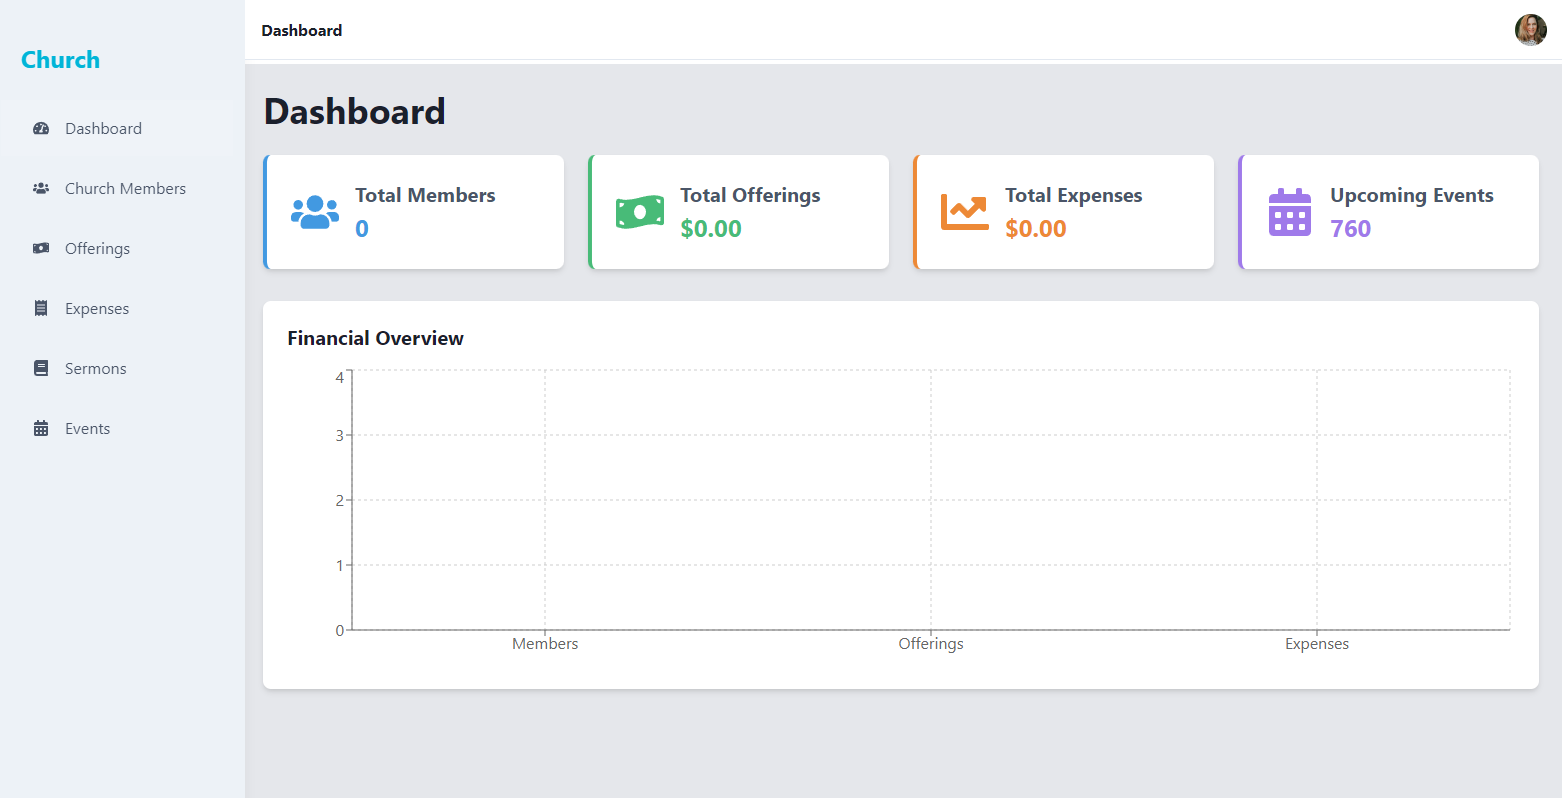 Church
Dashboard
Church Members
Offerings
Expenses
Sermons
Events
Dashboard
Dashboard
Total Members
0
Total Offerings
$0.00
Total Expenses
$0.00
Upcoming Events
760
Financial Overview
4
3
2
1
0
Members Offerings Expenses